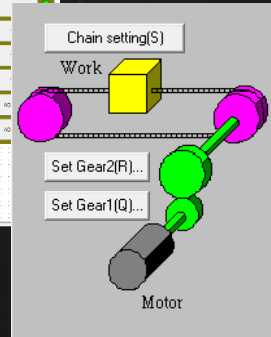 Chain setting(S)
Work
Set Gear2(R)...
Set Gear1(Q)...
Motor